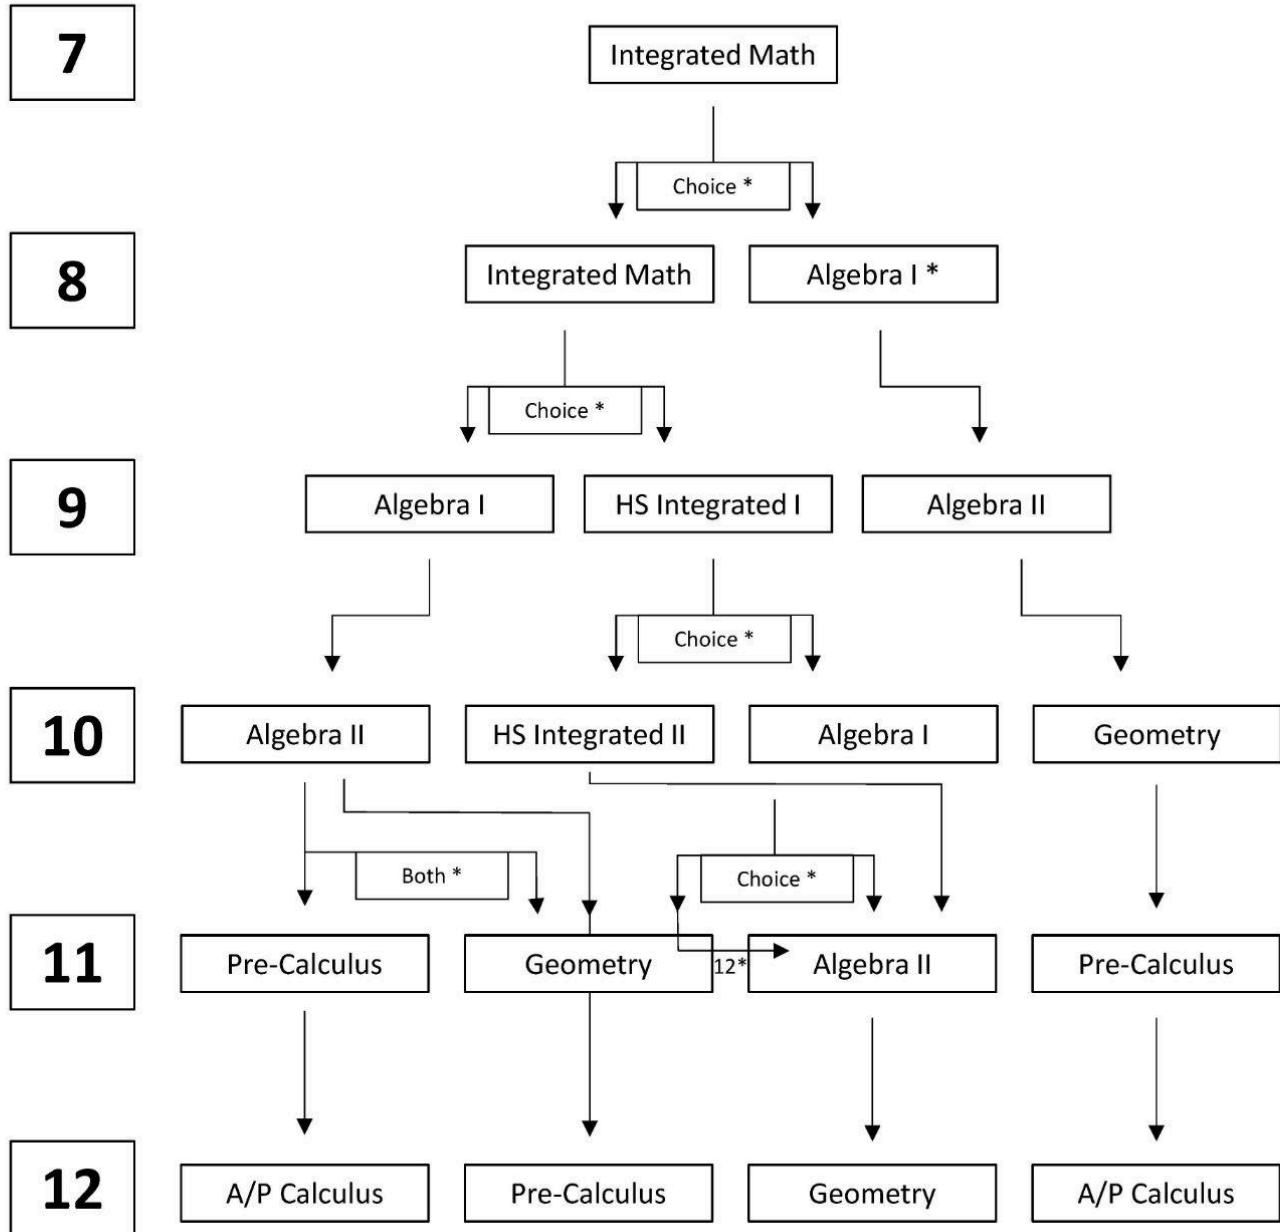 7
Integrated Math
Choice *
8
Integrated Math
Algebra I *
Choice *
9
Algebra I
HS Integrated I
Algebra II
Choice *
10
Algebra II
HS Integrated II
Algebra I
Geometry
Both *
Choice *
11
Pre-Calculus
Geometry
12*
Algebra II
Pre-Calculus
12
A/P Calculus
Pre-Calculus
Geometry
A/P Calculus